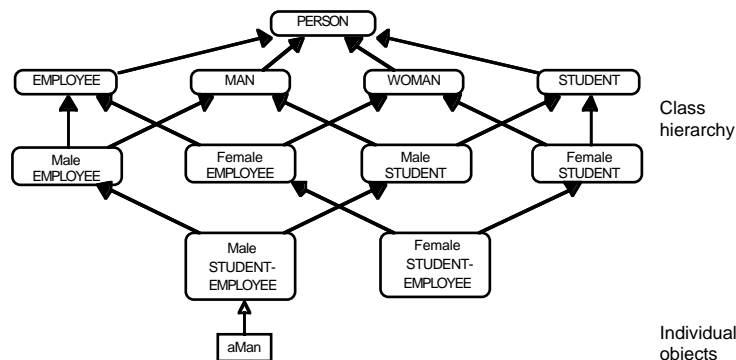 PERSON
EMPLOYEE
MAN
WOMAN
STUDENT
Class
hierarchy
Male
EMPLOYEE
Female
EMPLOYEE
Male
STUDENT
Female
STUDENT
Male
STUDENT-
EMPLOYEE
Female
STUDENT-
EMPLOYEE
aMan
Individual
objects